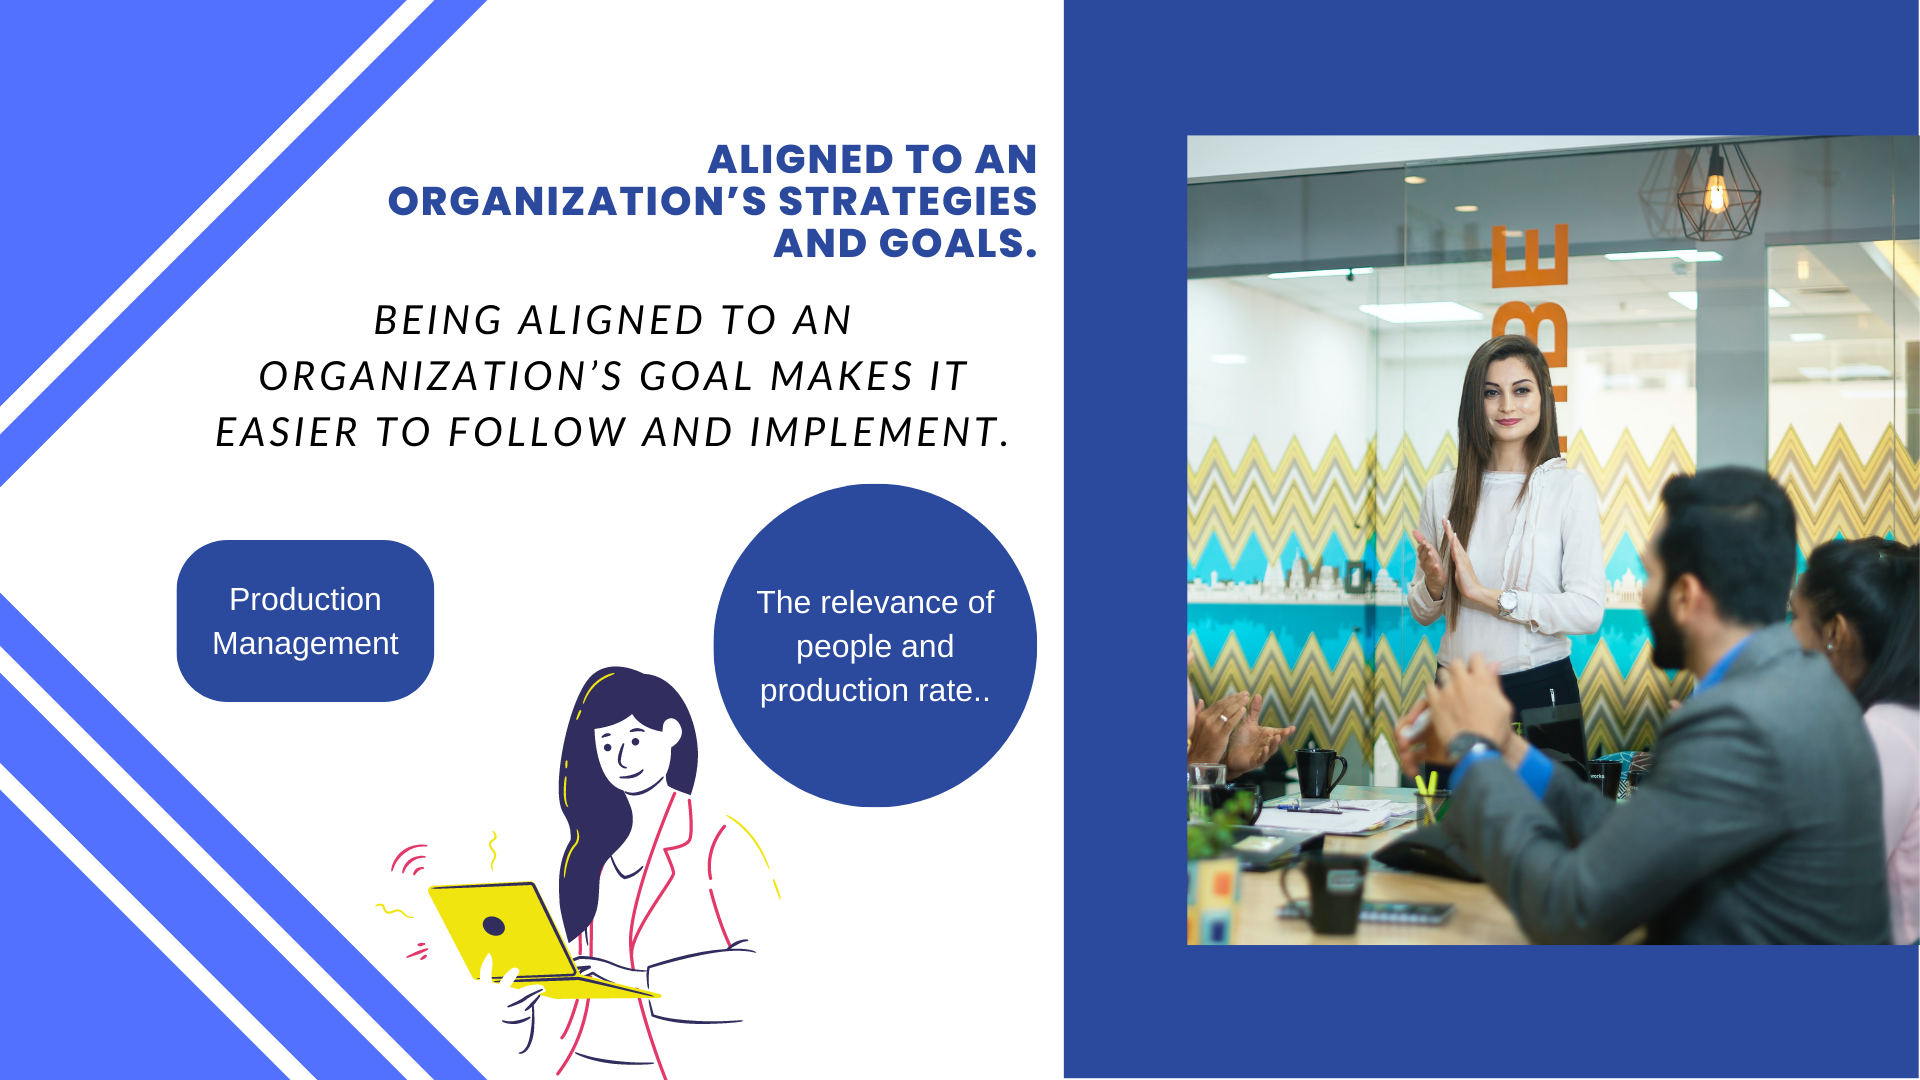 ALIGNED TO AN
ORGANIZATION’S STRATEGIES
AND GOALS.
BEING ALIGNED TO AN
ORGANIZATION’S GOAL MAKES IT
EASIER TO FOLLOW AND IMPLEMENT.
Production
Management
The relevance of
people and
production rate..